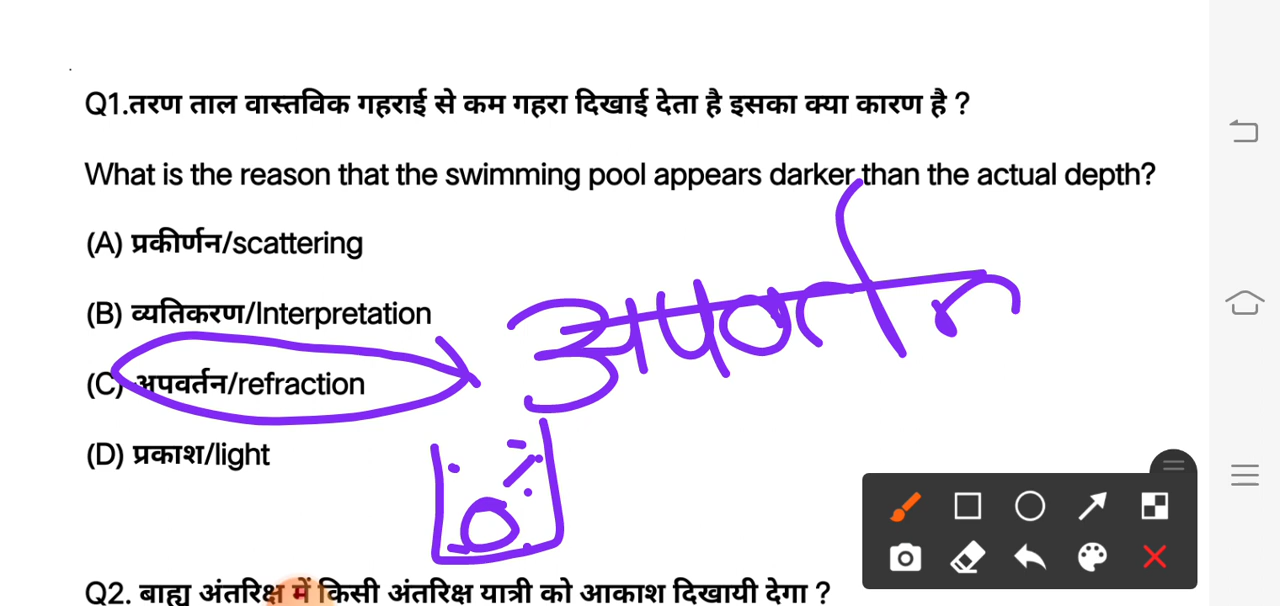 Q1.तरण ताल वास्तविक गहराई से कम गहरा दिखाई देता है इसका क्या कारण है ?
What is the reason that the swimming pool appears darker than the actual depth?
(A) प्रकीर्णन/scattering
(B) व्यतिकरण/Interpretation
अपवर्तन
(C) अपवर्तन/refraction
(D) प्रकाश/light
Q2. बाह्य अंतरिक्ष में किसी अंतरिक्ष यात्री को आकाश दिखायी देगा ?